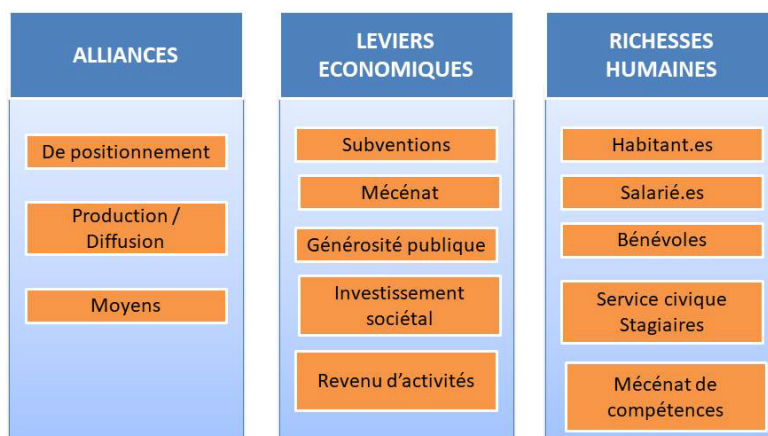 ALLIANCES
De positionnement
Production /
Diffusion
Moyens
LEVIERS
ECONOMIQUES
Subventions
Mécénat
Générosité publique
Investissement
sociétal
Revenu d’activités
RICHESSES
HUMAINES
Habitant.es
Salarié.es
Bénévoles
Service civique
Stagiaires
Mécénat de
compétences